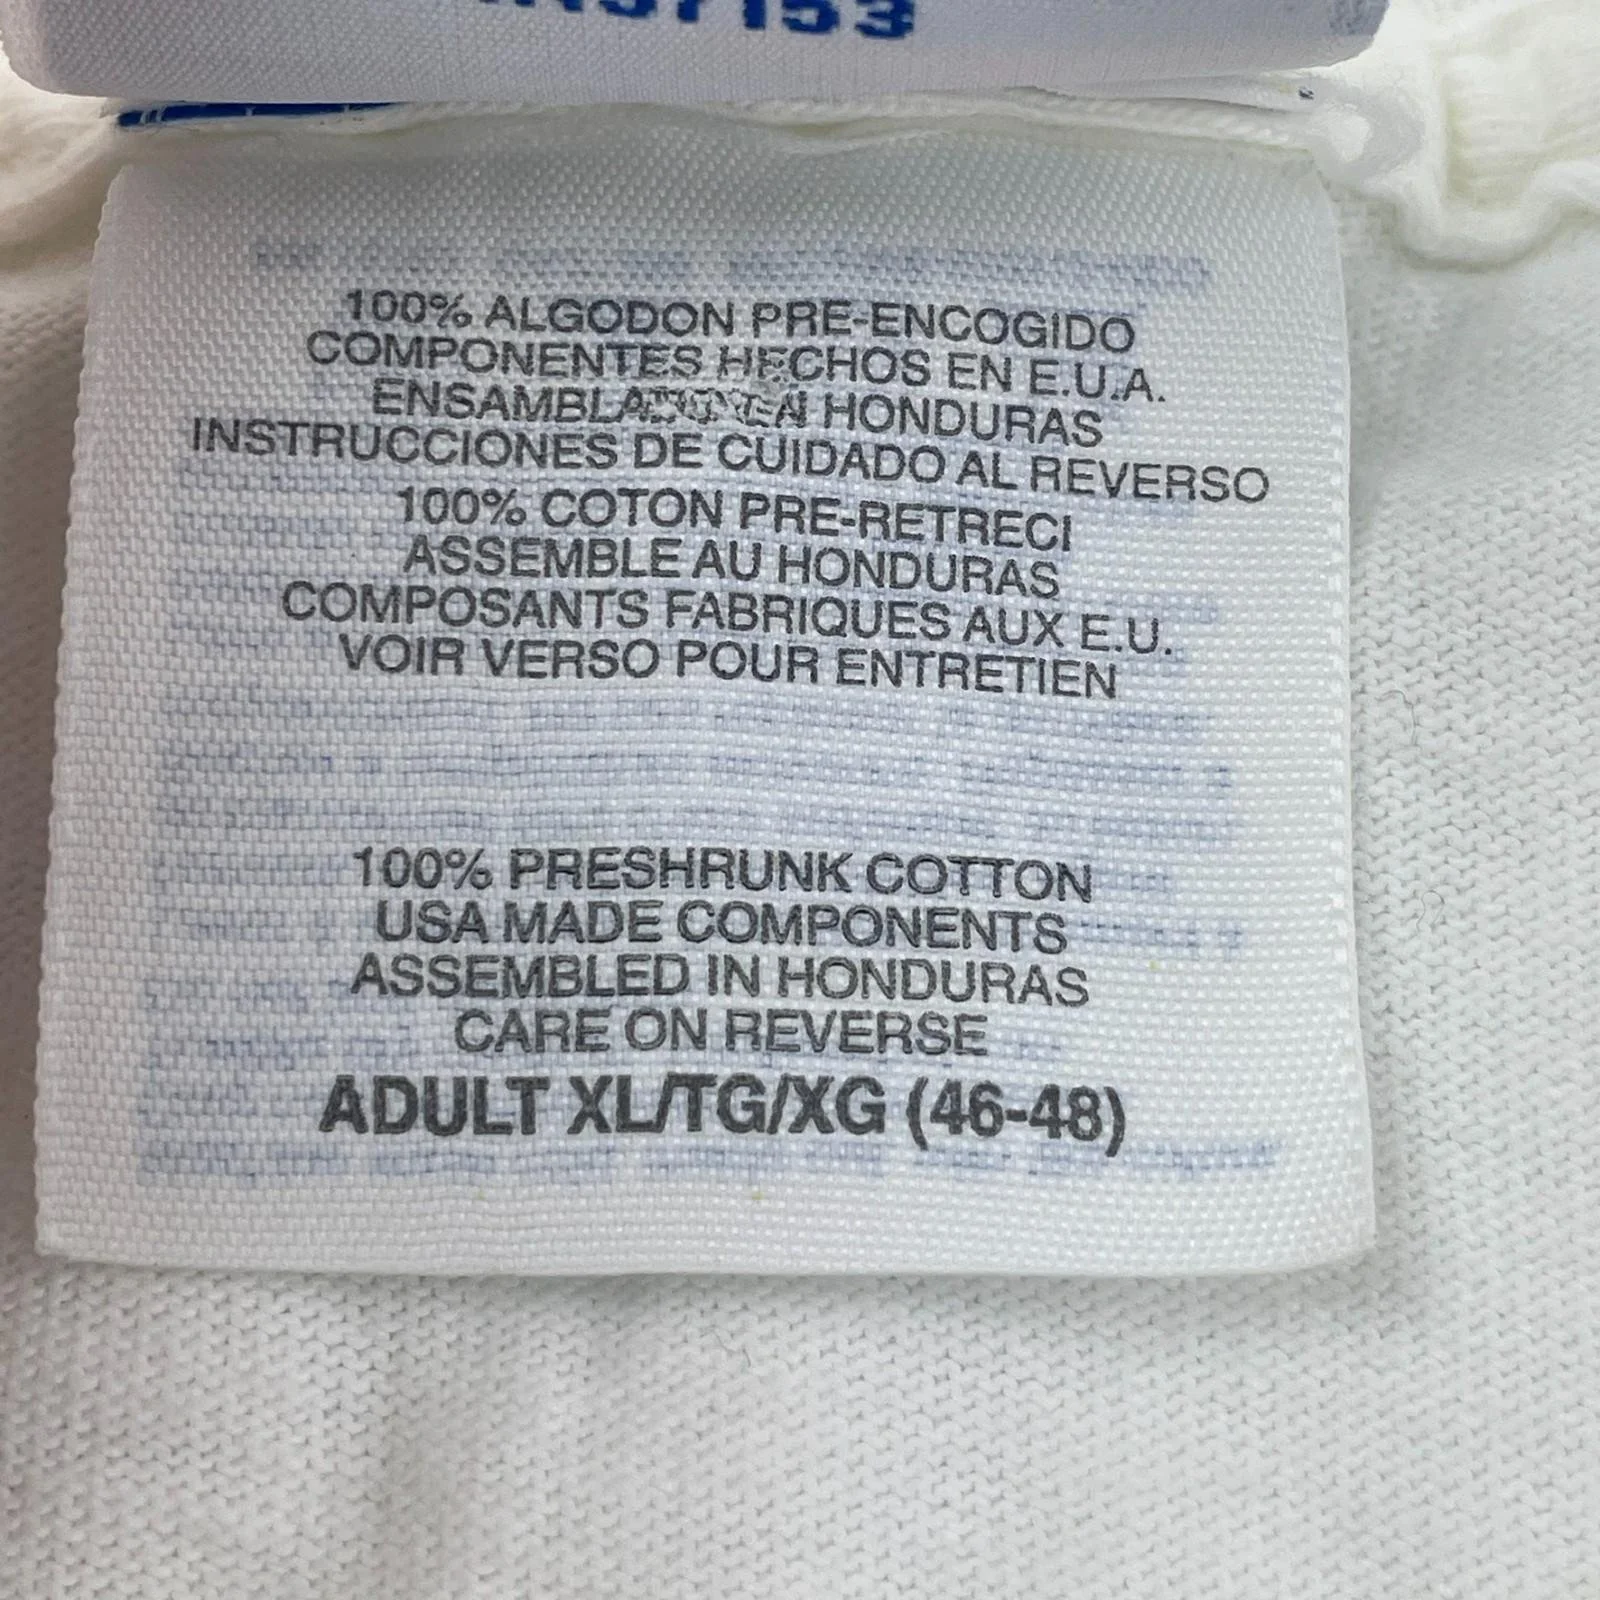 37153
100% ALGODON PRE-ENCOGIDO
COMPONENTES HECHOS EN E.U.A.
HONDURAS
INSTRUCCIONES DE CUIDADO AL REVERSO
100% COTON PRE-RETRECI
ASSEMBLE AU HONDURAS
COMPOSANTS FABRIQUES AUX E.U.
VOIR VERSO POUR ENTRETIEN
100% PRESHRUNK COTTON
USA MADE COMPONENTS
ASSEMBLED IN HONDURAS
CARE ON REVERSE
ADULT XL/TG/XG (46-48)